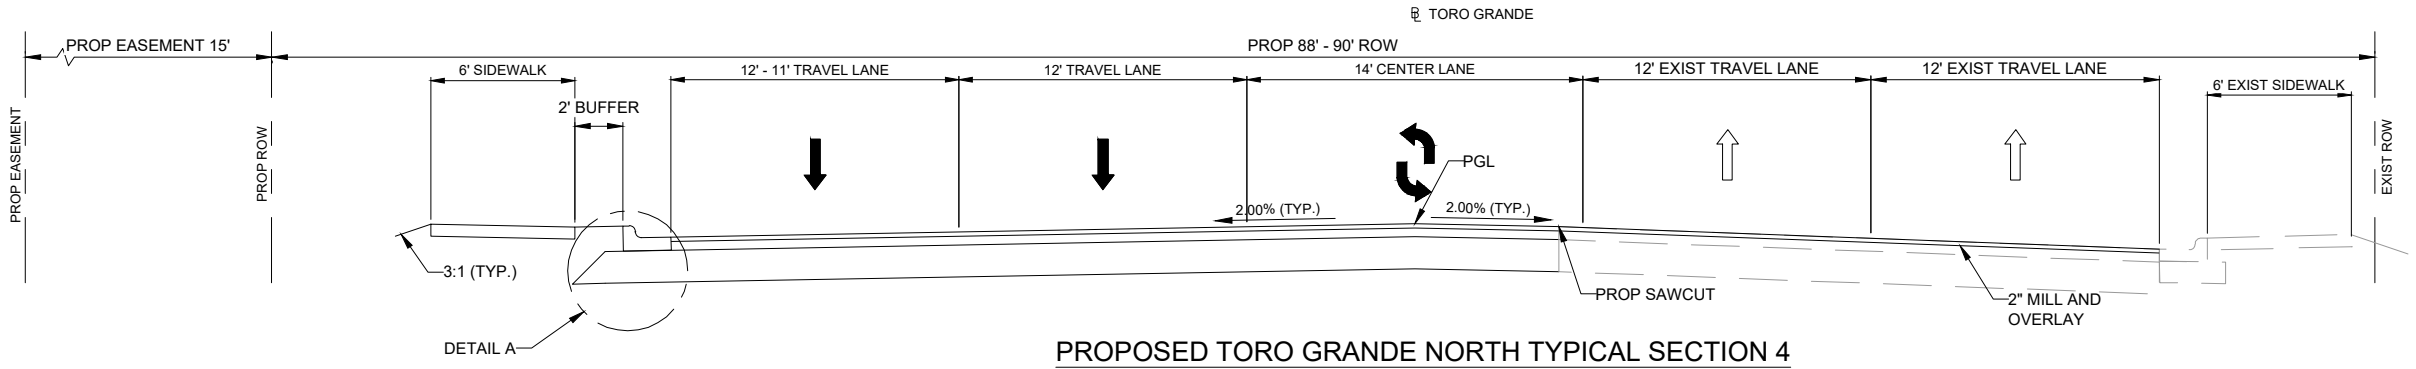 ℄ TORO GRANDE
PROP EASEMENT 15'
PROP 88' - 90' ROW
6' SIDEWALK
12' - 11' TRAVEL LANE
12' TRAVEL LANE
14' CENTER LANE
12' EXIST TRAVEL LANE
12' EXIST TRAVEL LANE
6' EXIST SIDEWALK
2' BUFFER
PROP EASEMENT
PROP ROW
EXIST ROW
PGL
2.00% (TYP.)
2.00% (TYP.)
3:1 (TYP.)
PROP SAWCUT
2" MILL AND
OVERLAY
DETAIL A
PROPOSED TORO GRANDE NORTH TYPICAL SECTION 4